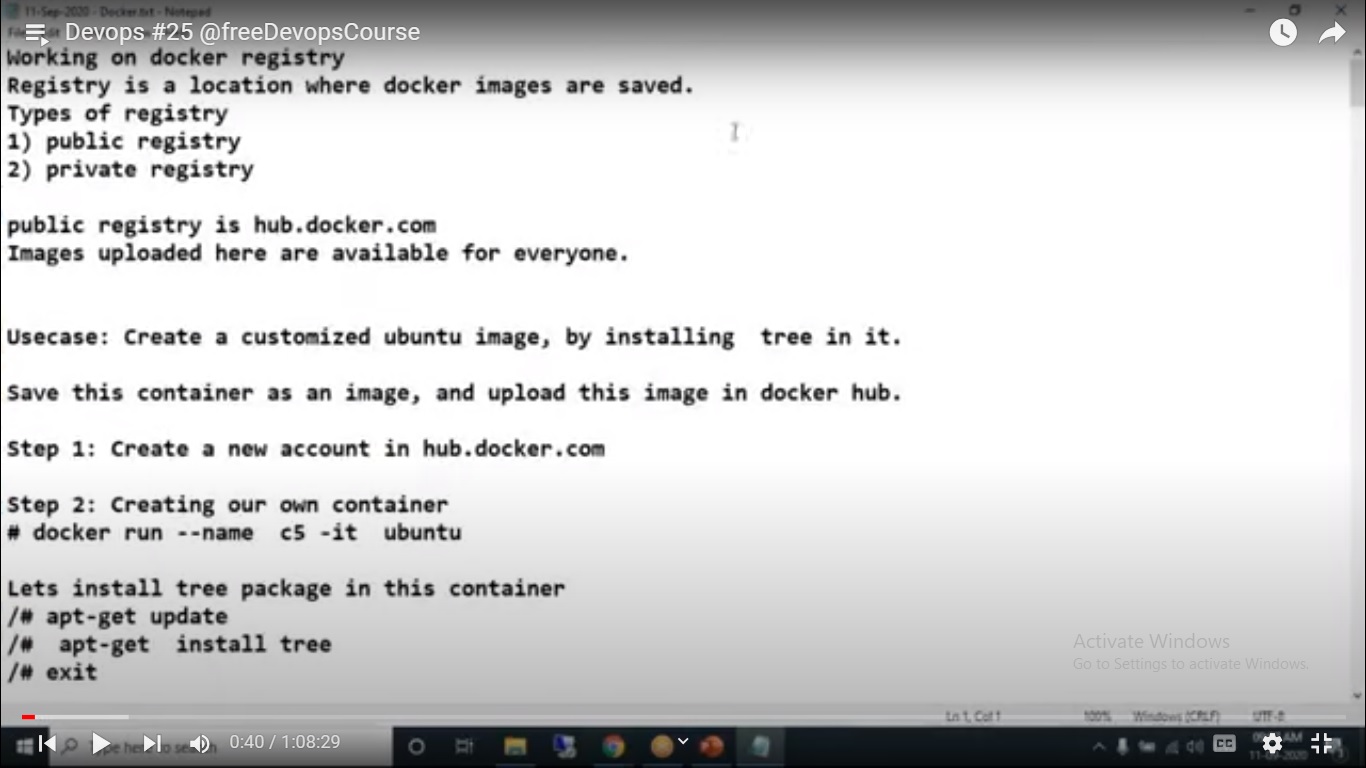 11-Sep-2020 - Docker.txt - Notepad
Devops #25 @freeDevopsCourse
Working on docker registry
Registry is a location where docker images are saved.
Types of registry
1) public registry
2) private registry
public registry is hub.docker.com
Images uploaded here are available for everyone.
Usecase: Create a customized ubuntu image, by installing  tree in it.
Save this container as an image, and upload this image in docker hub.
Step 1: Create a new account in hub.docker.com
Step 2: Creating our own container
# docker run --name  c5 -it  ubuntu
Lets install tree package in this container
/# apt-get update
/#  apt-get  install tree
/# exit
Activate Windows
Go to Settings to activate Windows.
Ln 1, Col 1 100% Windows (CRLF) UTF-8
0:40 / 1:08:29
CC
11-09-2020